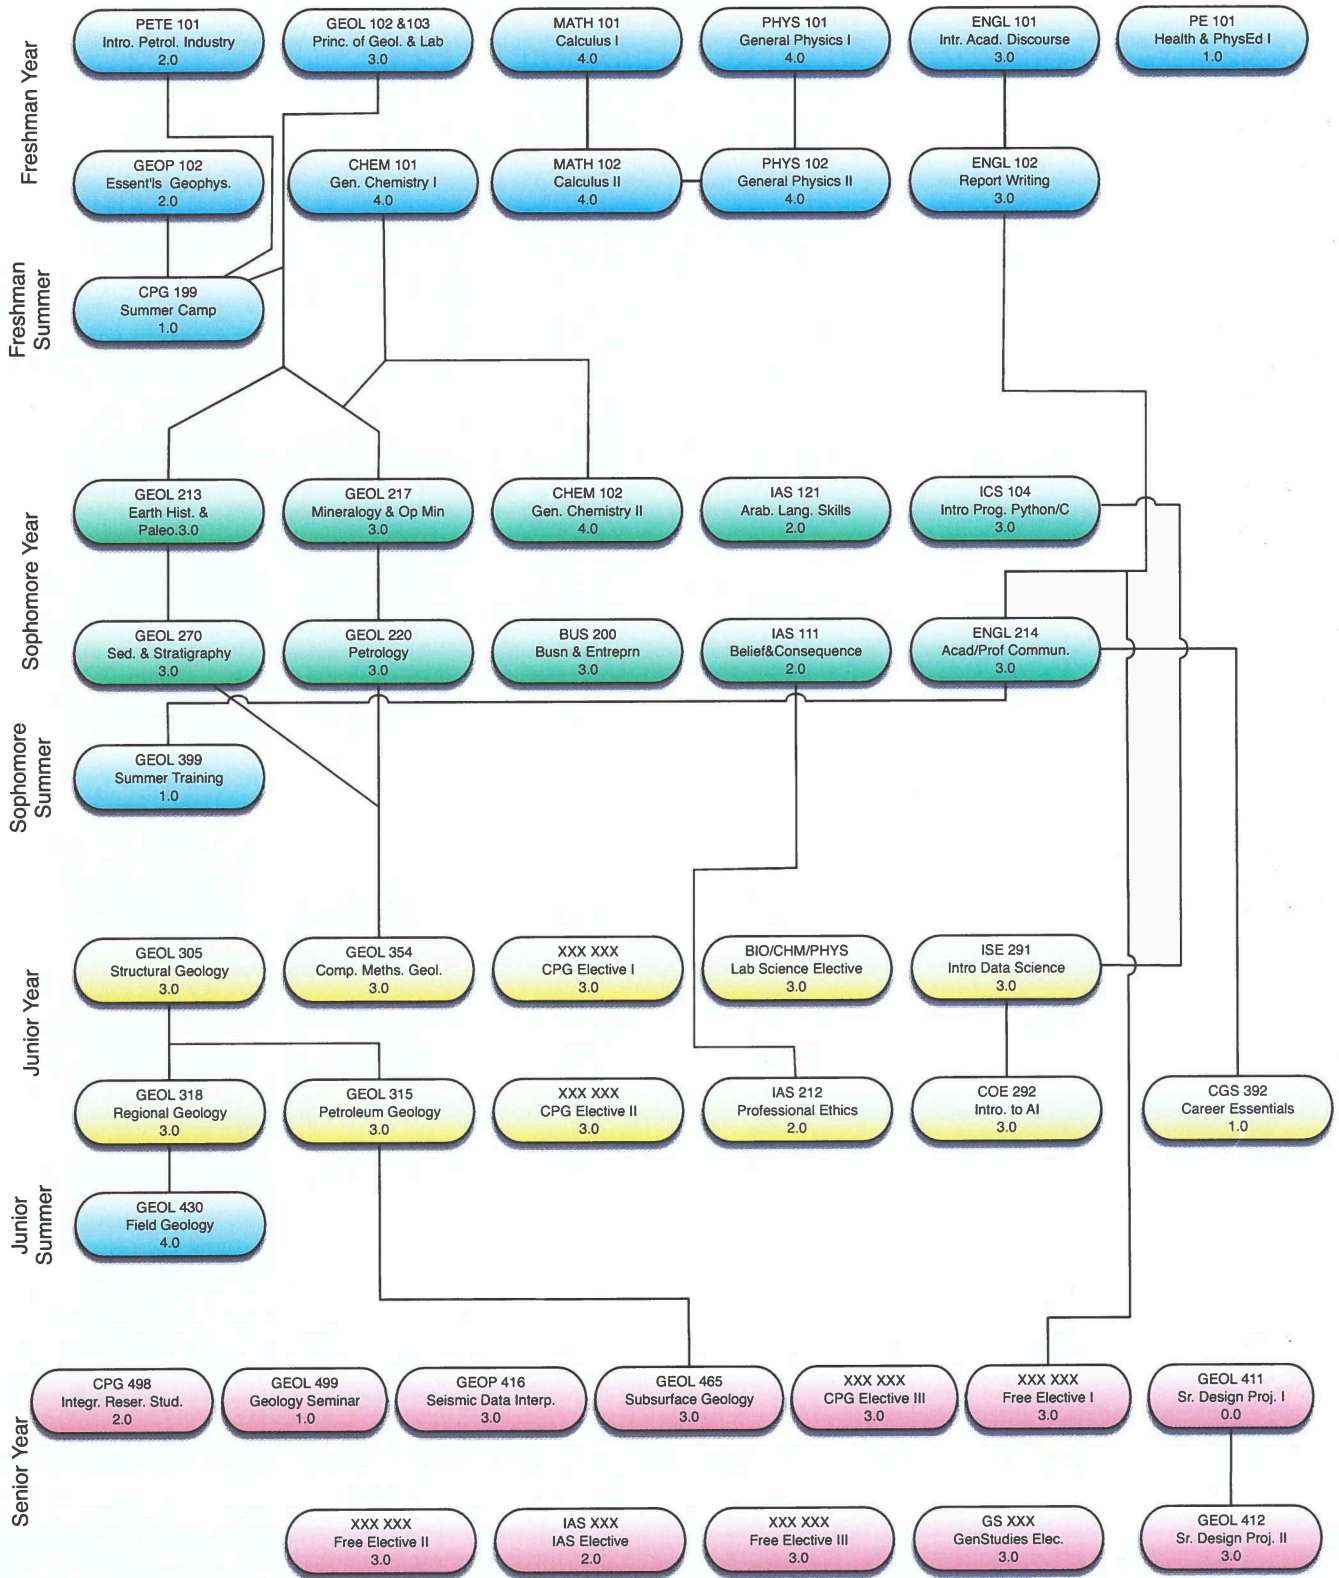 Freshman Year
PETE 101
Intro. Petrol. Industry
2.0
GEOL 102 &103
Princ. of Geol. & Lab
3.0
MATH 101
Calculus I
4.0
PHYS 101
General Physics I
4.0
ENGL 101
Intr. Acad. Discourse
3.0
PE 101
Health & PhysEd I
1.0
GEOP 102
Essent'ls Geophys.
2.0
CHEM 101
Gen. Chemistry I
4.0
MATH 102
Calculus II
4.0
PHYS 102
General Physics II
4.0
ENGL 102
Report Writing
3.0
Freshman
Summer
CPG 199
Summer Camp
1.0
Sophomore Year
GEOL 213
Earth Hist. &
Paleo.3.0
GEOL 217
Mineralogy & Op Min
3.0
CHEM 102
Gen. Chemistry II
4.0
IAS 121
Arab. Lang. Skills
2.0
ICS 104
Intro Prog. Python/C
3.0
GEOL 270
Sed. & Stratigraphy
3.0
GEOL 220
Petrology
3.0
BUS 200
Busn & Entreprn
3.0
IAS 111
Belief&Consequence
2.0
ENGL 214
Acad/Prof Commun.
3.0
Sophomore
Summer
GEOL 399
Summer Training
1.0
Junior Year
GEOL 305
Structural Geology
3.0
GEOL 354
Comp. Meths. Geol.
3.0
XXX XXX
CPG Elective I
3.0
BIO/CHM/PHYS
Lab Science Elective
3.0
ISE 291
Intro Data Science
3.0
GEOL 318
Regional Geology
3.0
GEOL 315
Petroleum Geology
3.0
XXX XXX
CPG Elective II
3.0
IAS 212
Professional Ethics
2.0
COE 292
Intro. to AI
3.0
CGS 392
Career Essentials
1.0
Junior
Summer
GEOL 430
Field Geology
4.0
Senior Year
CPG 498
Integr. Reser. Stud.
2.0
GEOL 499
Geology Seminar
1.0
GEOP 416
Seismic Data Interp.
3.0
GEOL 465
Subsurface Geology
3.0
XXX XXX
CPG Elective III
3.0
XXX XXX
Free Elective I
3.0
GEOL 411
Sr. Design Proj. I
0.0
XXX XXX
Free Elective II
3.0
IAS XXX
IAS Elective
2.0
XXX XXX
Free Elective III
3.0
GS XXX
GenStudies Elec.
3.0
GEOL 412
Sr. Design Proj. II
3.0